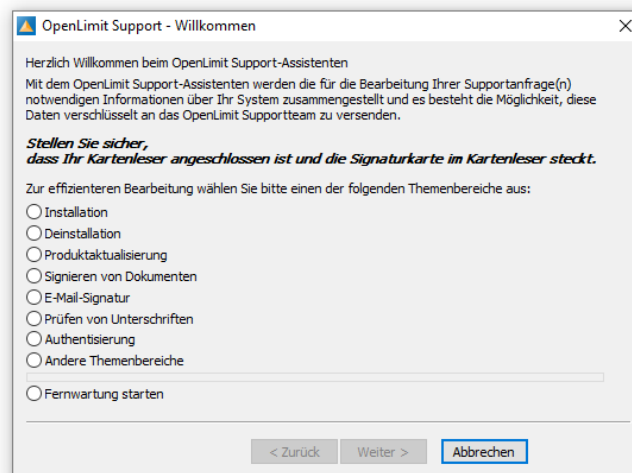 OpenLimit Support - Willkommen
Herzlich Willkommen beim OpenLimit Support-Assistenten
Mit dem OpenLimit Support-Assistenten werden die für die Bearbeitung Ihrer Supportanfrage(n)
notwendigen Informationen über Ihr System zusammengestellt und es besteht die Möglichkeit, diese
Daten verschlüsselt an das OpenLimit Supportteam zu versenden.
Stellen Sie sicher,
dass Ihr Kartenleser angeschlossen ist und die Signaturkarte im Kartenleser steckt.
Zur effizienteren Bearbeitung wählen Sie bitte einen der folgenden Themenbereiche aus:
Installation
Deinstallation
Produktaktualisierung
Signieren von Dokumenten
E-Mail-Signatur
Prüfen von Unterschriften
Authentisierung
Andere Themenbereiche
Fernwartung starten
< Zurück Weiter > Abbrechen